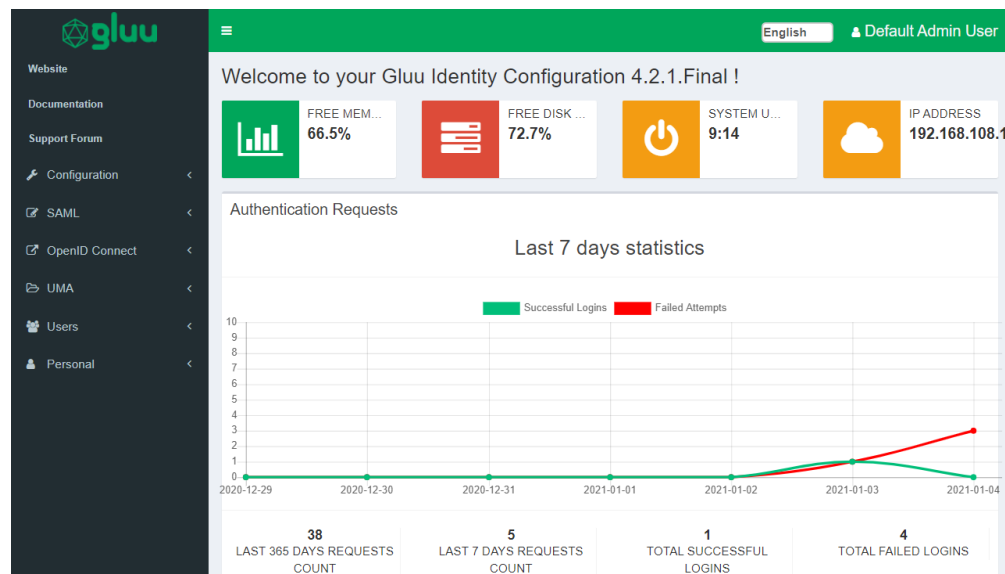 gluu
English
Default Admin User
Website
Documentation
Support Forum
Configuration
SAML
OpenID Connect
UMA
Users
Personal
Welcome to your Gluu Identity Configuration 4.2.1.Final !
FREE MEM...
66.5%
FREE DISK ...
72.7%
SYSTEM U...
9:14
IP ADDRESS
192.168.108.1
Authentication Requests
Last 7 days statistics
Successful Logins
Failed Attempts
10
9
8
7
6
5
4
3
2
1
0
2020-12-29
2020-12-30
2020-12-31
2021-01-01
2021-01-02
2021-01-03
2021-01-04
38
LAST 365 DAYS REQUESTS
COUNT
5
LAST 7 DAYS REQUESTS
COUNT
1
TOTAL SUCCESSFUL
LOGINS
4
TOTAL FAILED LOGINS